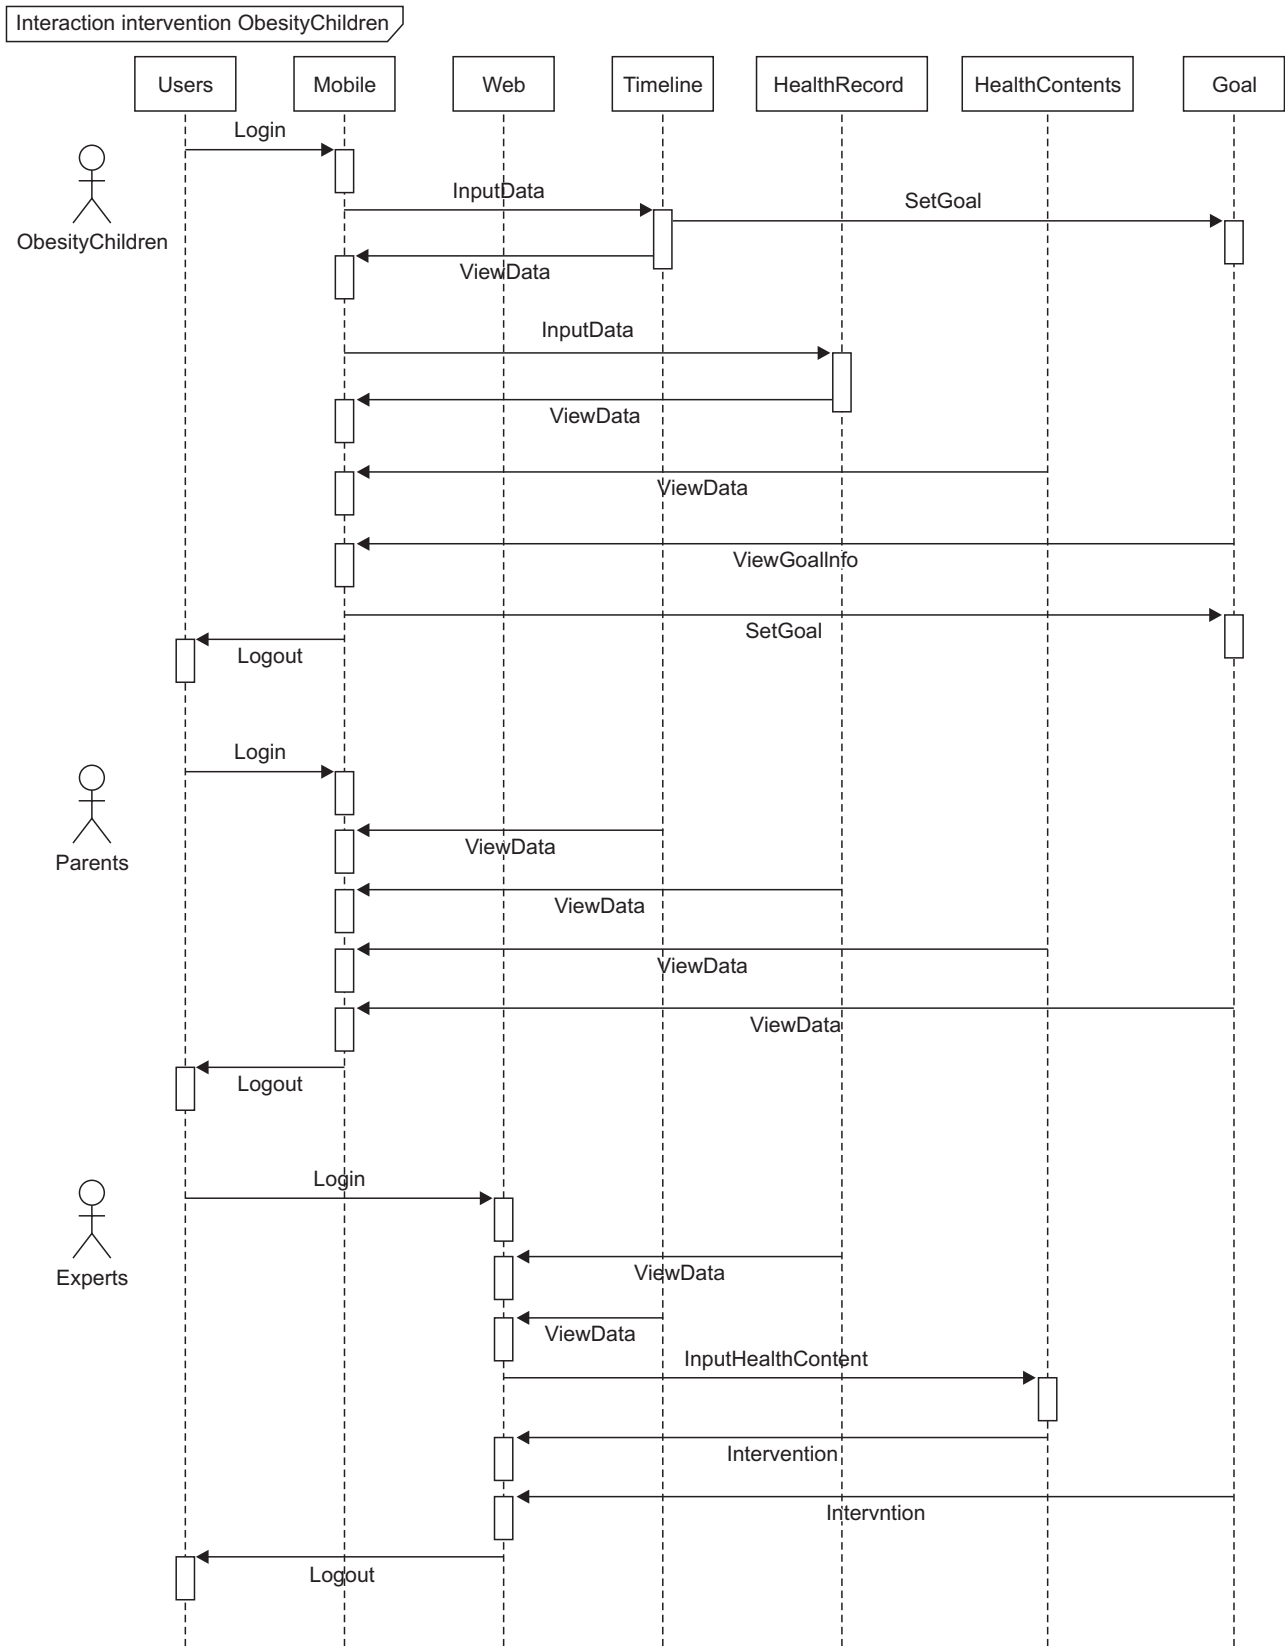 Interaction intervention ObesityChildren
Users
Mobile
Web
Timeline
HealthRecord
HealthContents
Goal
Login
InputData
SetGoal
ObesityChildren
ViewData
InputData
ViewData
ViewData
ViewGoalInfo
SetGoal
Logout
Login
Parents
ViewData
ViewData
ViewData
ViewData
Logout
Login
Experts
ViewData
ViewData
InputHealthContent
Intervention
Intervntion
Logout